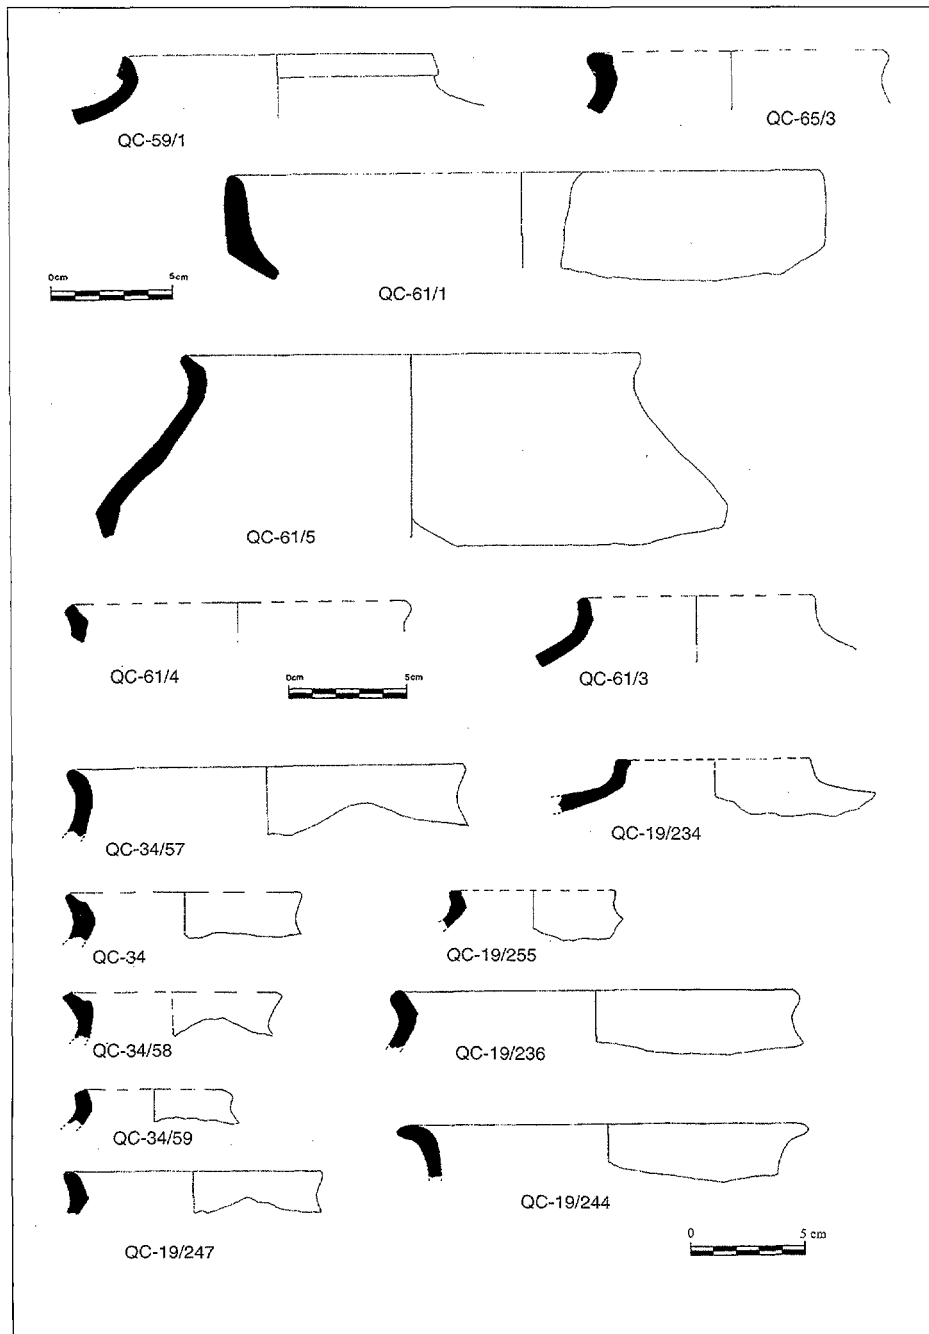 QC-59/1
QC-65/3
0cm 5cm
QC-61/1
QC-61/5
QC-61/4
0cm 5cm
QC-61/3
QC-34/57
QC-19/234
QC-34
QC-19/255
QC-34/58
QC-19/236
QC-34/59
QC-19/244
QC-19/247
0 5 cm